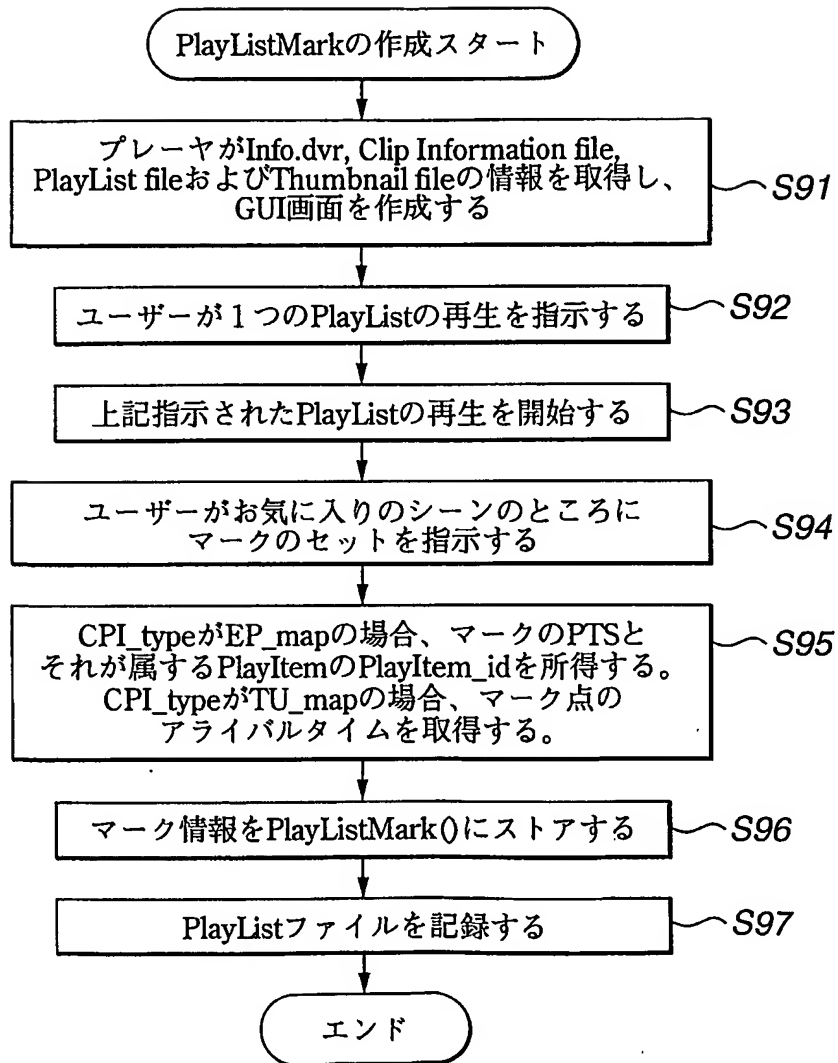 PlayListMarkの作成スタート
プレーヤがInfo.dvr, Clip Information file,
PlayList fileおよびThumbnail fileの情報を取得し、
GUI画面を作成する
S91
ユーザーが１つのPlayListの再生を指示する
S92
上記指示されたPlayListの再生を開始する
S93
ユーザーがお気に入りのシーンのところに
マークのセットを指示する
S94
CPI_typeがEP_mapの場合、マークのPTSと
それが属するPlayItemのPlayItem_idを所得する。
CPI_typeがTU_mapの場合、マーク点の
アライバルタイムを取得する。
S95
マーク情報をPlayListMark()にストアする
S96
PlayListファイルを記録する
S97
エンド